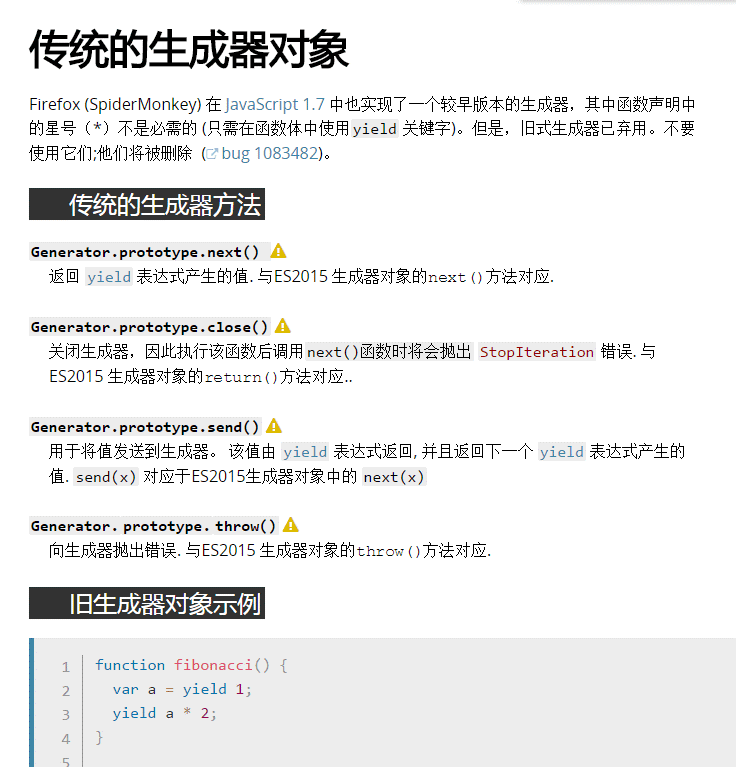 传统的生成器对象
Firefox (SpiderMonkey) 在 JavaScript 1.7 中也实现了一个较早版本的生成器，其中函数声明中
的星号（*）不是必需的 (只需在函数体中使用yield 关键字)。但是，旧式生成器已弃用。不要
使用它们;他们将被删除（bug 1083482)。
传统的生成器方法
Generator.prototype.next()
返回 yield 表达式产生的值. 与ES2015 生成器对象的next()方法对应.
Generator.prototype.close()
关闭生成器，因此执行该函数后调用next()函数时将会抛出 StopIteration 错误. 与
ES2015 生成器对象的return()方法对应..
Generator.prototype.send()
用于将值发送到生成器。 该值由 yield 表达式返回, 并且返回下一个 yield 表达式产生的
值. send(x) 对应于ES2015生成器对象中的 next(x)
Generator. prototype. throw()
向生成器抛出错误. 与ES2015 生成器对象的throw()方法对应.
旧生成器对象示例
1 function fibonacci() {
2 var a = yield 1;
3 yield a * 2;
4 }
5